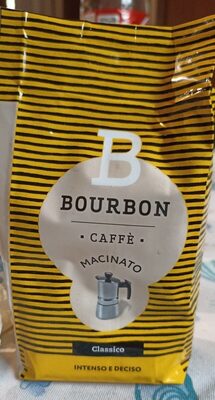 B
BOURBON
• CAFFÈ •
MACINATO
Classico
INTENSO E DECISO